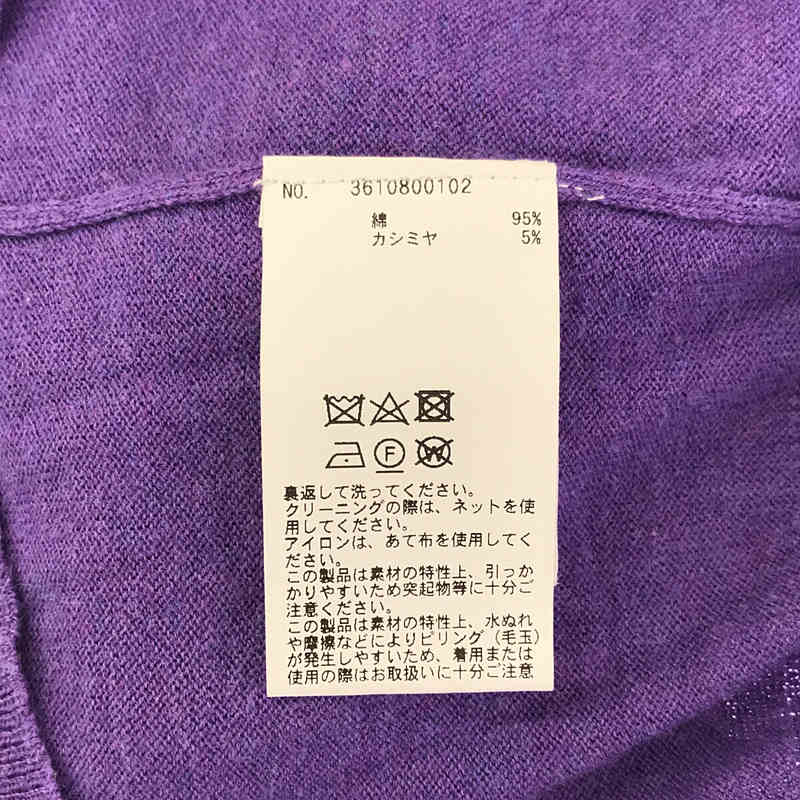 NO. 3610800102
綿 95%
カシミヤ 5%
F W
裏返して洗ってください。
クリーニングの際は、ネットを使
用してください。
アイロンは、あて布を使用してく
ださい。
この製品は素材の特性上、引っか
かりやすいため突起物等に十分ご
注意ください。
この製品は素材の特性上、水ぬれ
や摩擦などによりピリング（毛玉）
が発生しやすいため、着用または
使用の際はお取扱いに十分ご注意